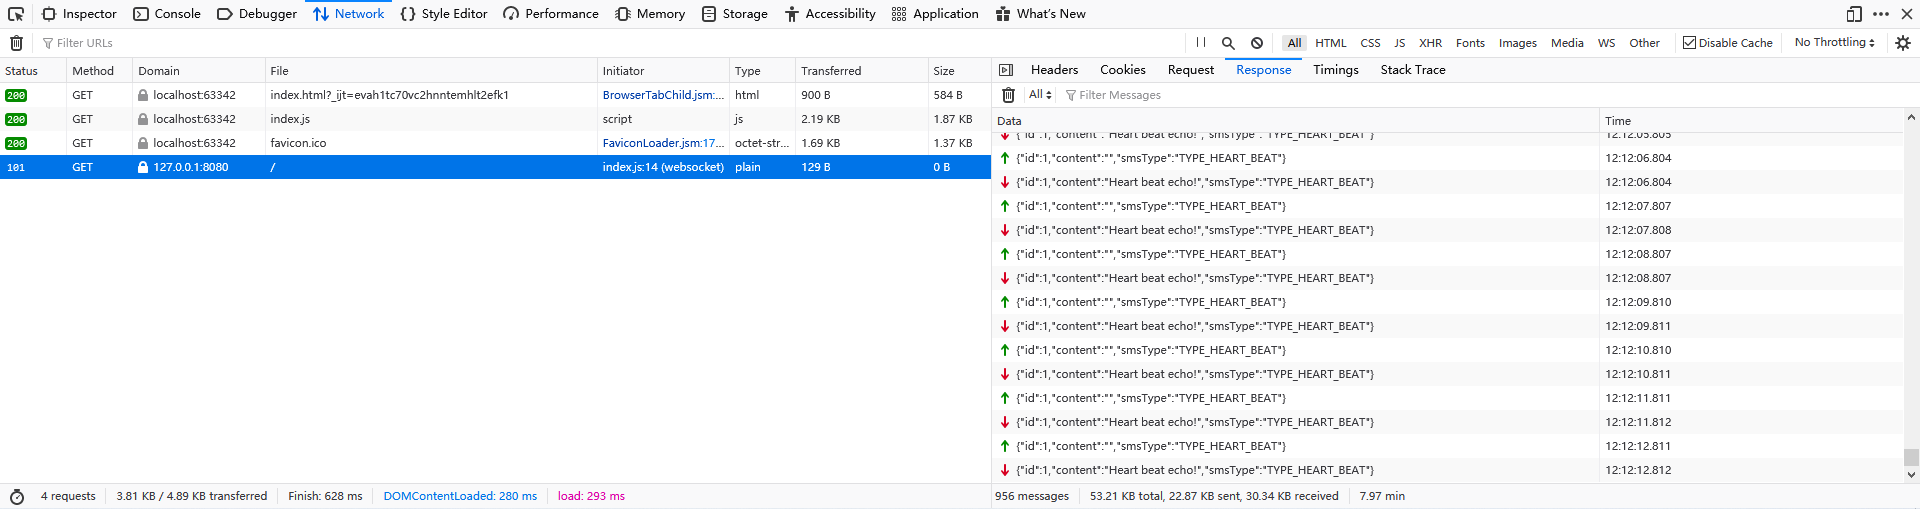 Inspector Console Debugger Network Style Editor Performance Memory Storage Accessibility Application What's New
Filter URLs All HTML CSS JS XHR Fonts Images Media WS Other Disable Cache No Throttling
Status Method Domain File Initiator Type Transferred Size
200 GET localhost:63342 index.html?_ijt=evah1tc70vc2hnntemhlt2efk1 BrowserTabChild.jsm:... html 900 B 584 B
200 GET localhost:63342 index.js script js 2.19 KB 1.87 KB
200 GET localhost:63342 favicon.ico FaviconLoader.jsm:17... octet-str... 1.69 KB 1.37 KB
101 GET 127.0.0.1:8080 / index.js:14 (websocket) plain 129 B 0 B
4 requests 3.81 KB / 4.89 KB transferred Finish: 628 ms DOMContentLoaded: 280 ms load: 293 ms
Headers Cookies Request Response Timings Stack Trace
All Filter Messages
Data Time
{"id":1,"content":"Heart beat echo!","smsType":"TYPE_HEART_BEAT"} 12:12:05.805
{"id":1,"content":"","smsType":"TYPE_HEART_BEAT"} 12:12:06.804
{"id":1,"content":"Heart beat echo!","smsType":"TYPE_HEART_BEAT"} 12:12:06.804
{"id":1,"content":"","smsType":"TYPE_HEART_BEAT"} 12:12:07.807
{"id":1,"content":"Heart beat echo!","smsType":"TYPE_HEART_BEAT"} 12:12:07.808
{"id":1,"content":"","smsType":"TYPE_HEART_BEAT"} 12:12:08.807
{"id":1,"content":"Heart beat echo!","smsType":"TYPE_HEART_BEAT"} 12:12:08.807
{"id":1,"content":"","smsType":"TYPE_HEART_BEAT"} 12:12:09.810
{"id":1,"content":"Heart beat echo!","smsType":"TYPE_HEART_BEAT"} 12:12:09.811
{"id":1,"content":"","smsType":"TYPE_HEART_BEAT"} 12:12:10.810
{"id":1,"content":"Heart beat echo!","smsType":"TYPE_HEART_BEAT"} 12:12:10.811
{"id":1,"content":"","smsType":"TYPE_HEART_BEAT"} 12:12:11.811
{"id":1,"content":"Heart beat echo!","smsType":"TYPE_HEART_BEAT"} 12:12:11.812
{"id":1,"content":"","smsType":"TYPE_HEART_BEAT"} 12:12:12.811
{"id":1,"content":"Heart beat echo!","smsType":"TYPE_HEART_BEAT"} 12:12:12.812
956 messages 53.21 KB total, 22.87 KB sent, 30.34 KB received 7.97 min